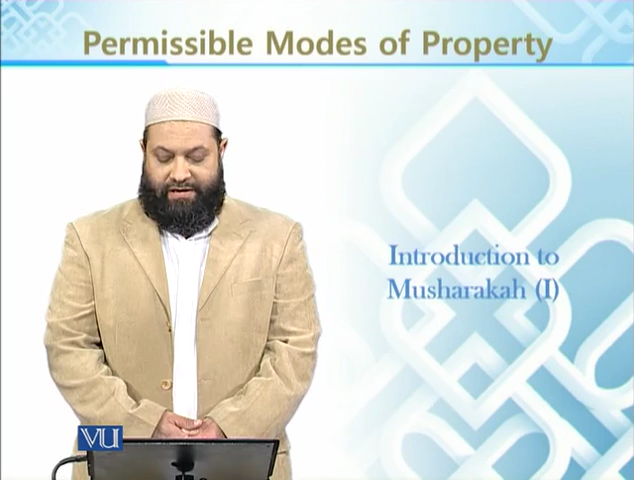 Permissible Modes of Property
Introduction to
Musharakah (I)
VU